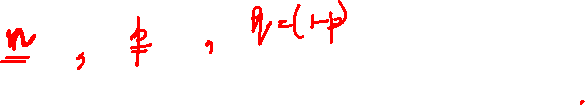 n , p , q = (1-p)